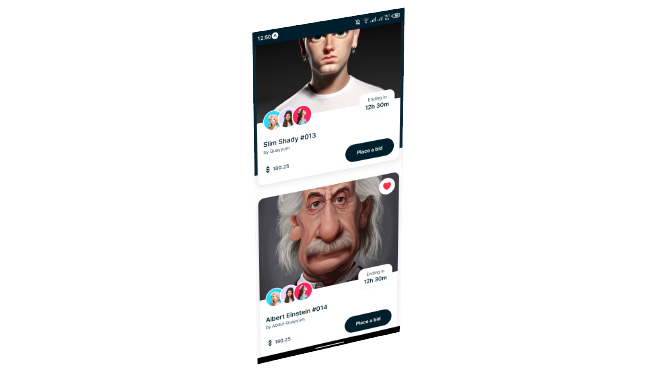 12:50
Ending in
12h 30m
Slim Shady #013
by Quayyum
Place a bid
160.25
Ending in
12h 30m
Albert Einstein #014
by Abdul-Quayyum
Place a bid
160.25